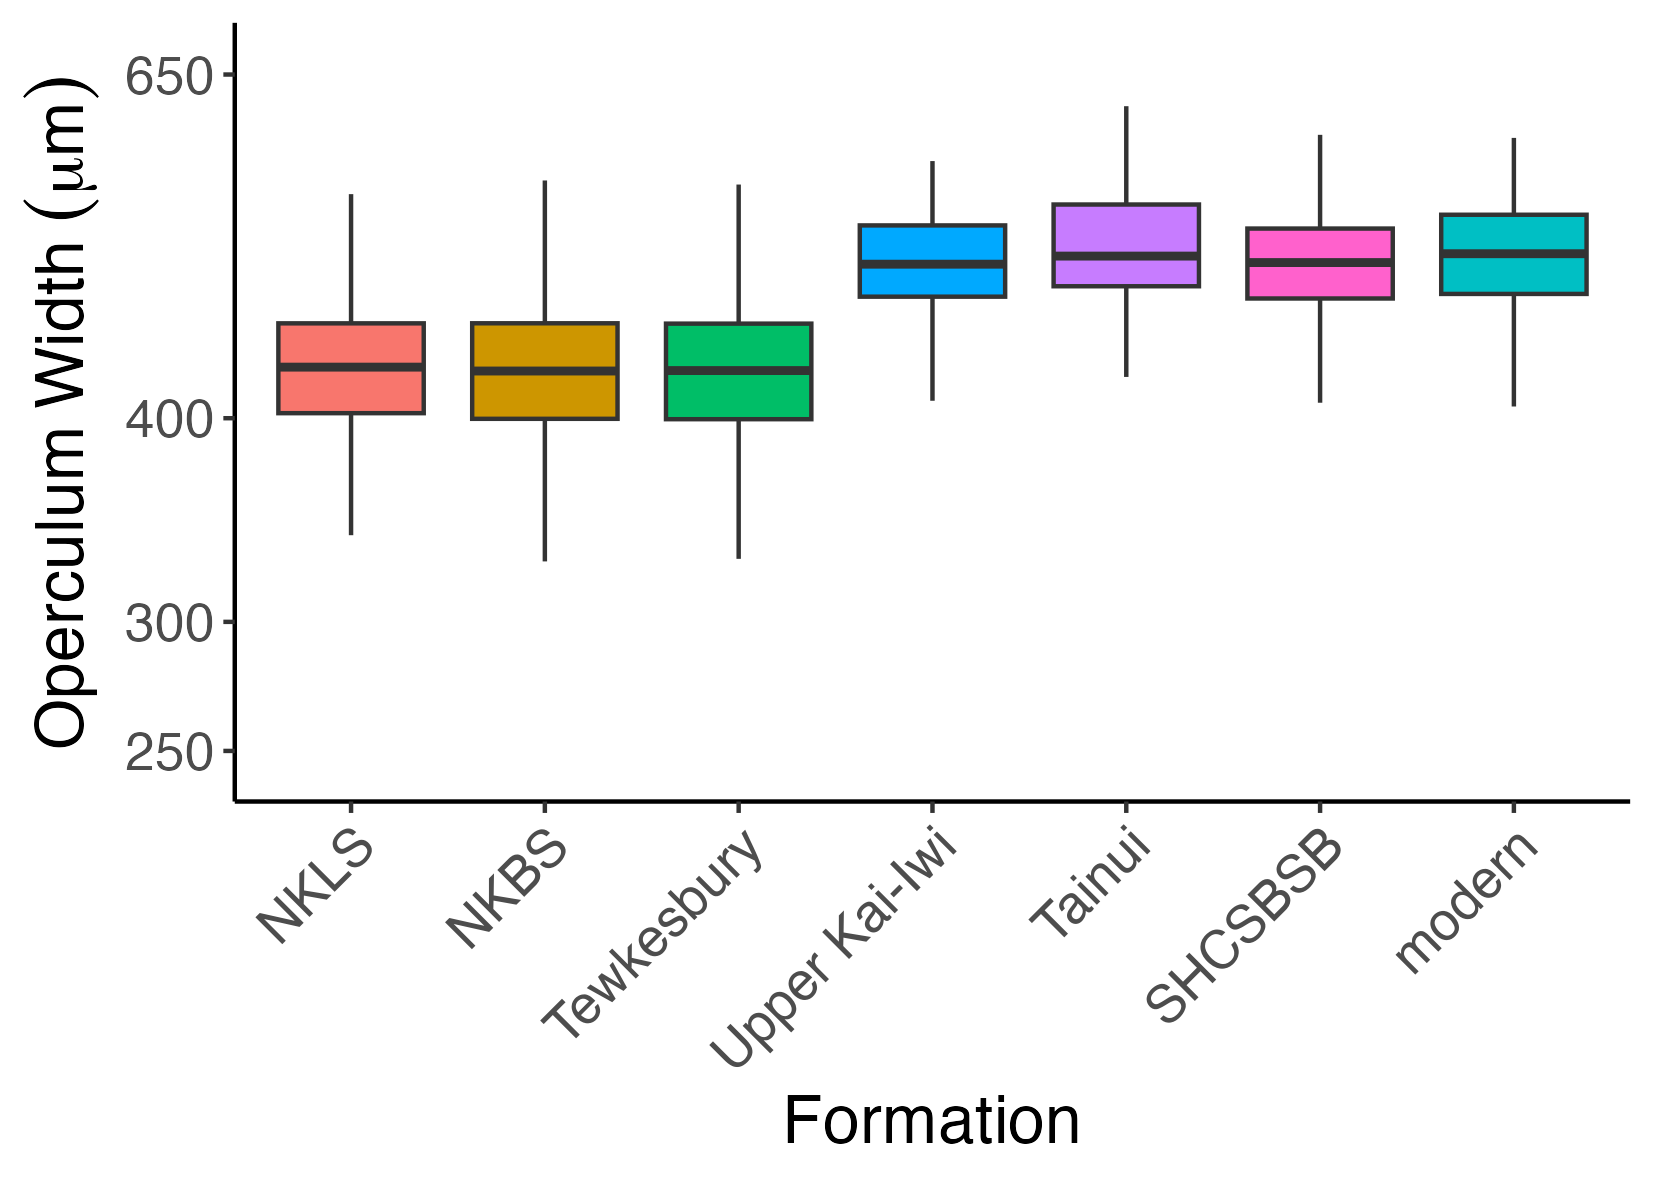 Operculum Width (μm)
650
400
300
250
NKLS
NKBS
Tewkesbury
Upper Kai-Iwi
Tainui
SHCSBSB
modern
Formation